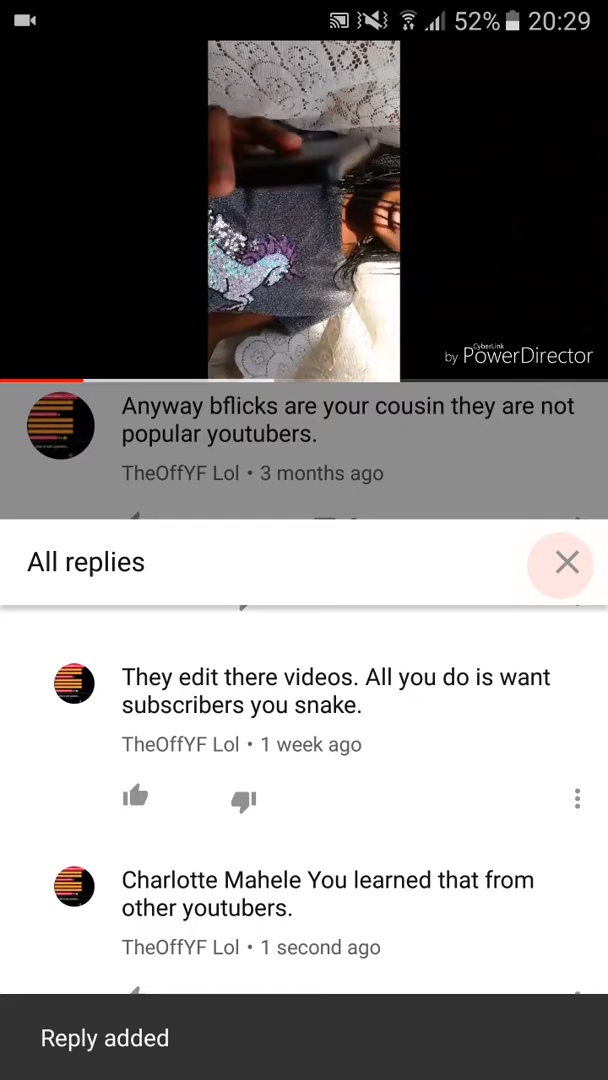 52% 20:29
CyberLink
by PowerDirector
Anyway bflicks are your cousin they are not
popular youtubers.
TheOffYF Lol • 3 months ago
All replies
They edit there videos. All you do is want
subscribers you snake.
TheOffYF Lol • 1 week ago
Charlotte Mahele You learned that from
other youtubers.
TheOffYF Lol • 1 second ago
Reply added